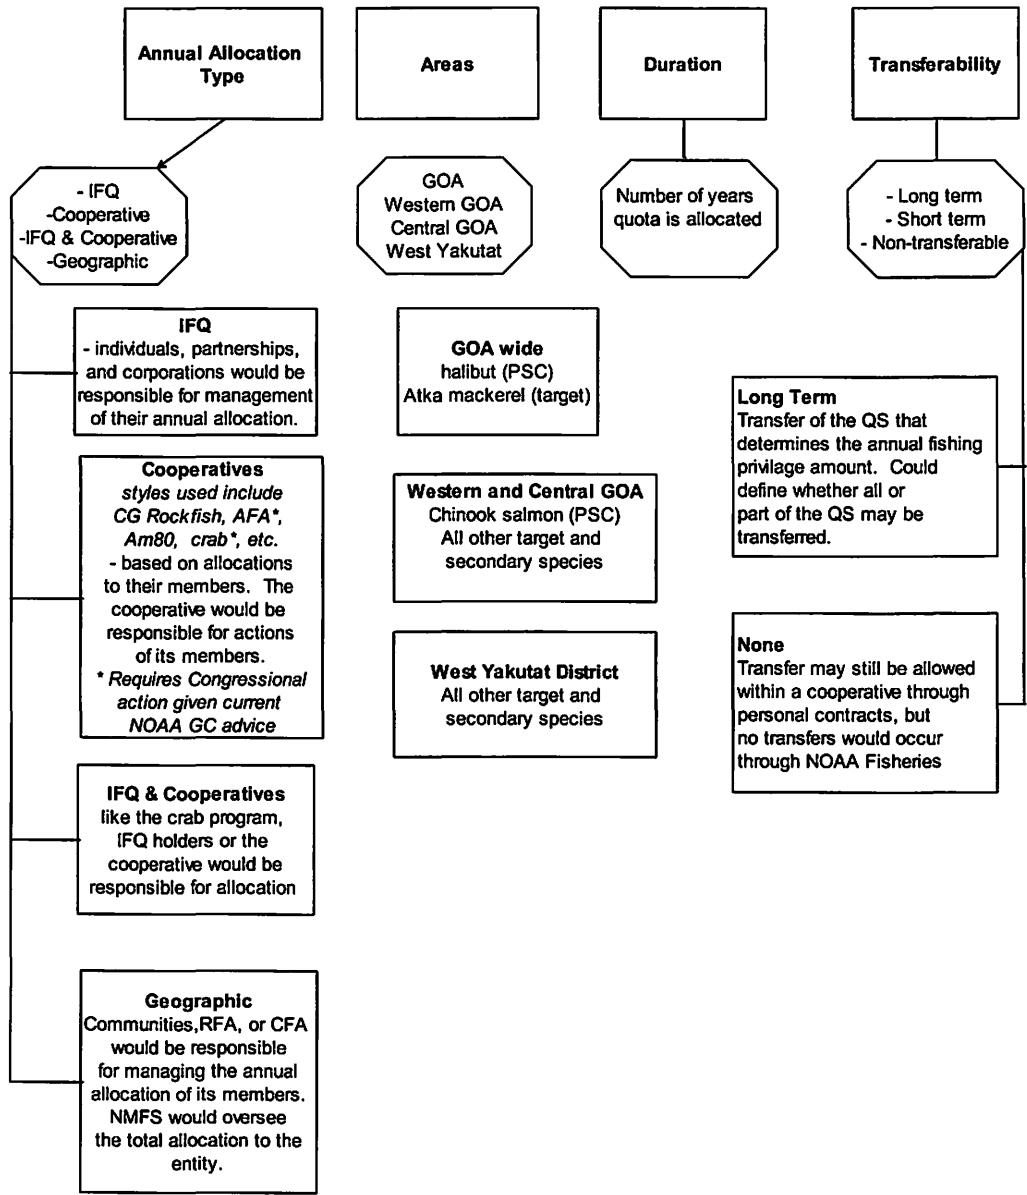 Annual Allocation
Type
Areas
Duration
Transferability
- IFQ
-Cooperative
-IFQ & Cooperative
-Geographic
GOA
Western GOA
Central GOA
West Yakutat
Number of years
quota is allocated
- Long term
- Short term
- Non-transferable
IFQ
- individuals, partnerships,
and corporations would be
responsible for management
of their annual allocation.
GOA wide
halibut (PSC)
Atka mackerel (target)
Long Term
Transfer of the QS that
determines the annual fishing
privilage amount. Could
define whether all or
part of the QS may be
transferred.
Cooperatives
styles used include
CG Rockfish, AFA*,
Am80, crab*, etc.
- based on allocations
to their members. The
cooperative would be
responsible for actions
of its members.
* Requires Congressional
action given current
NOAA GC advice
Western and Central GOA
Chinook salmon (PSC)
All other target and
secondary species
West Yakutat District
All other target and
secondary species
None
Transfer may still be allowed
within a cooperative through
personal contracts, but
no transfers would occur
through NOAA Fisheries
IFQ & Cooperatives
like the crab program,
IFQ holders or the
cooperative would be
responsible for allocation
Geographic
Communities,RFA, or CFA
would be responsible
for managing the annual
allocation of its members.
NMFS would oversee
the total allocation to the
entity.